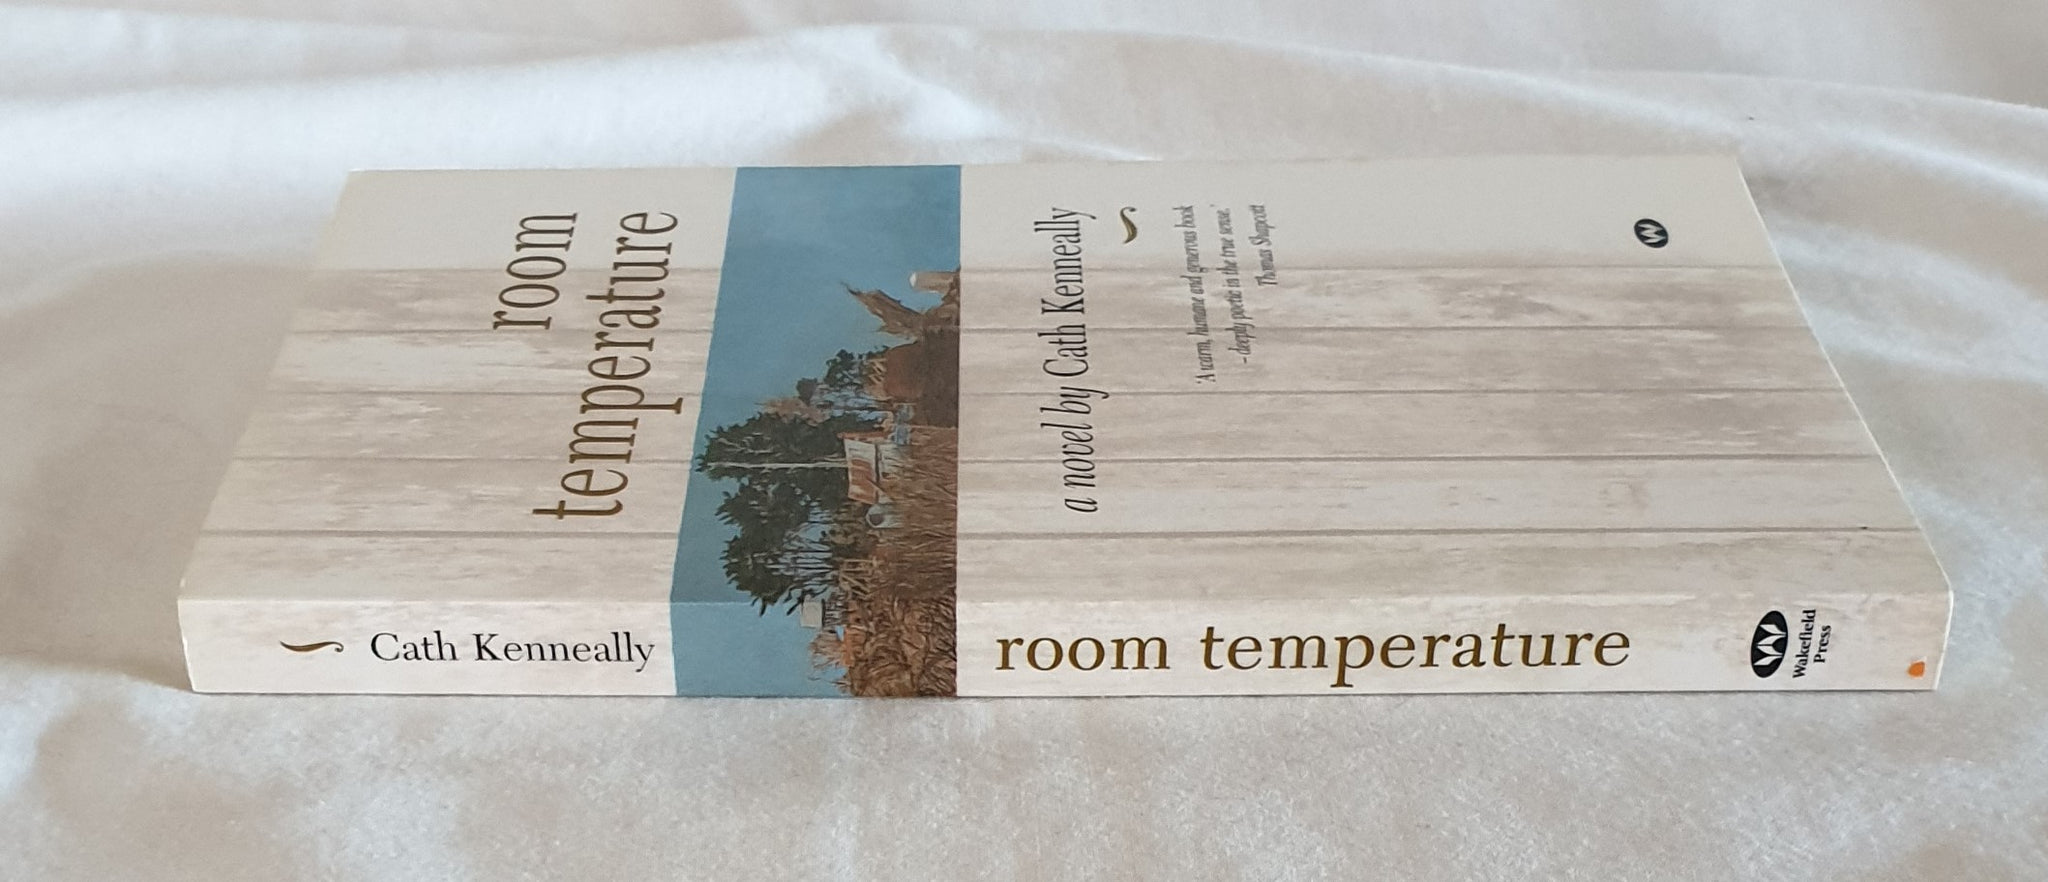 room
temperature
a novel by Cath Kenneally
'A warm, humane and generous book
– deeply poetic in the true sense.'
Thomas Shapcott
W
Cath Kenneally
room temperature
Wakefield
Press